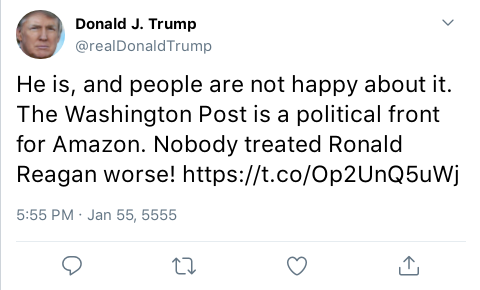 Donald J. Trump
@realDonaldTrump
He is, and people are not happy about it.
The Washington Post is a political front
for Amazon. Nobody treated Ronald
Reagan worse! https://t.co/Op2UnQ5uWj
5:55 PM · Jan 55, 5555